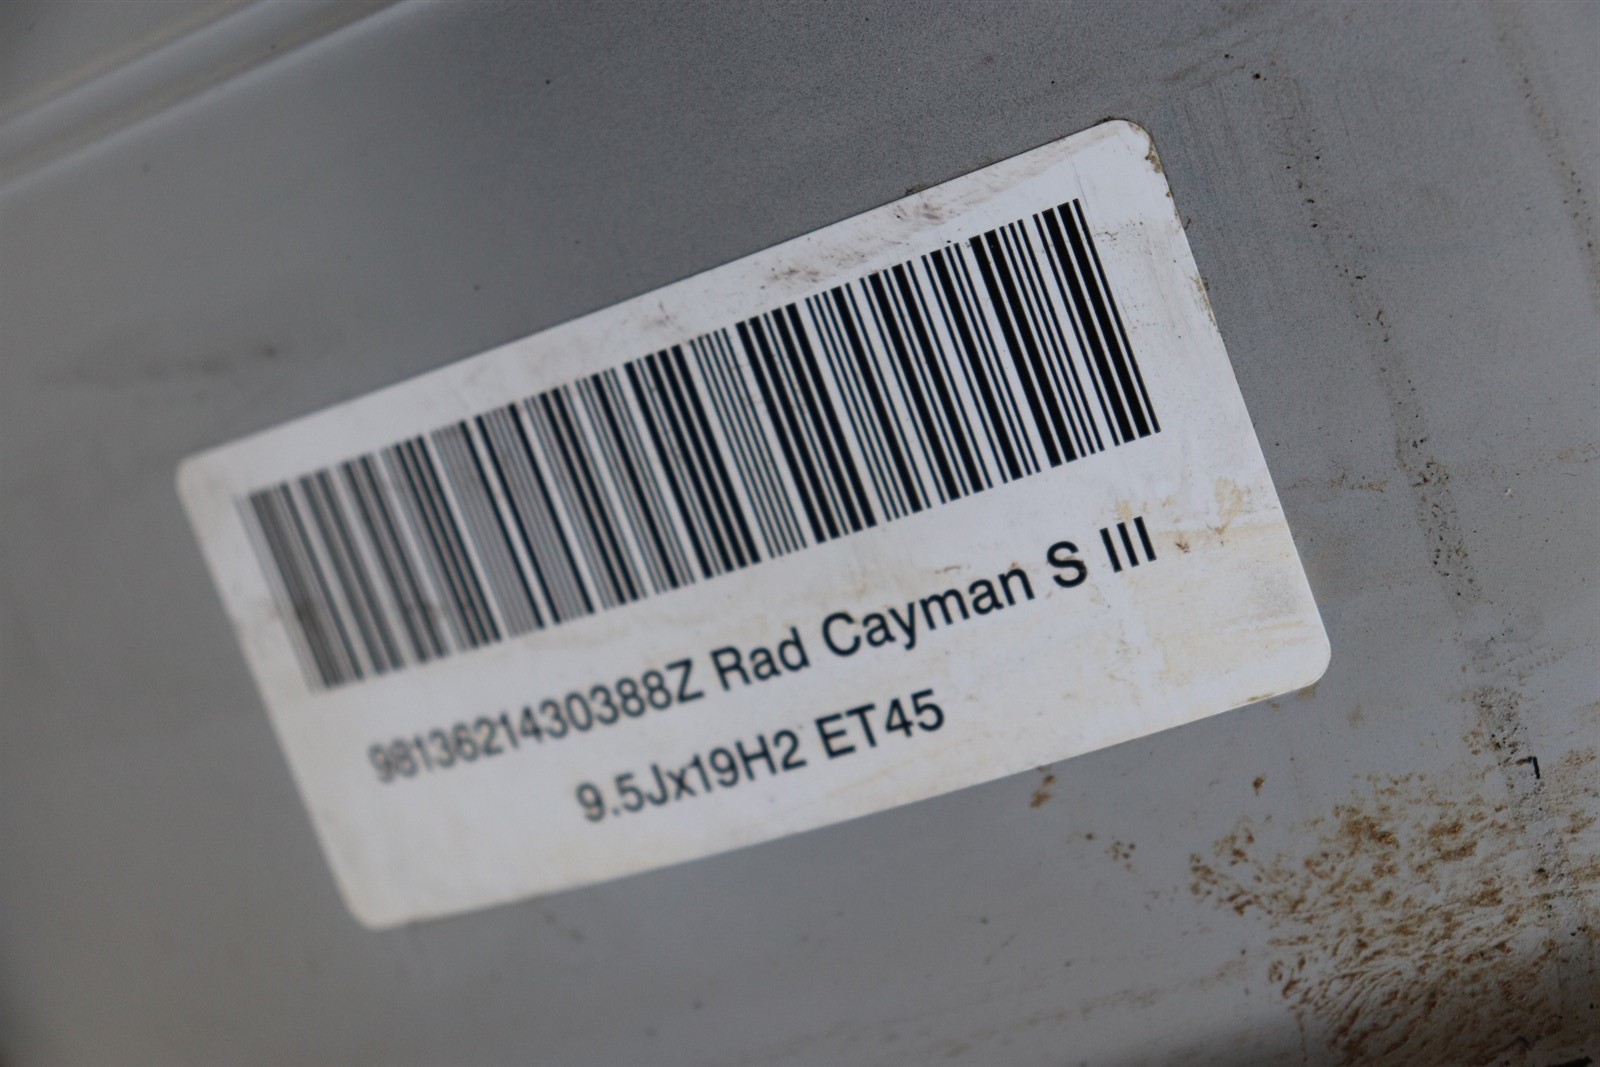 9813621430388Z Rad Cayman S III
9.5Jx19H2 ET45